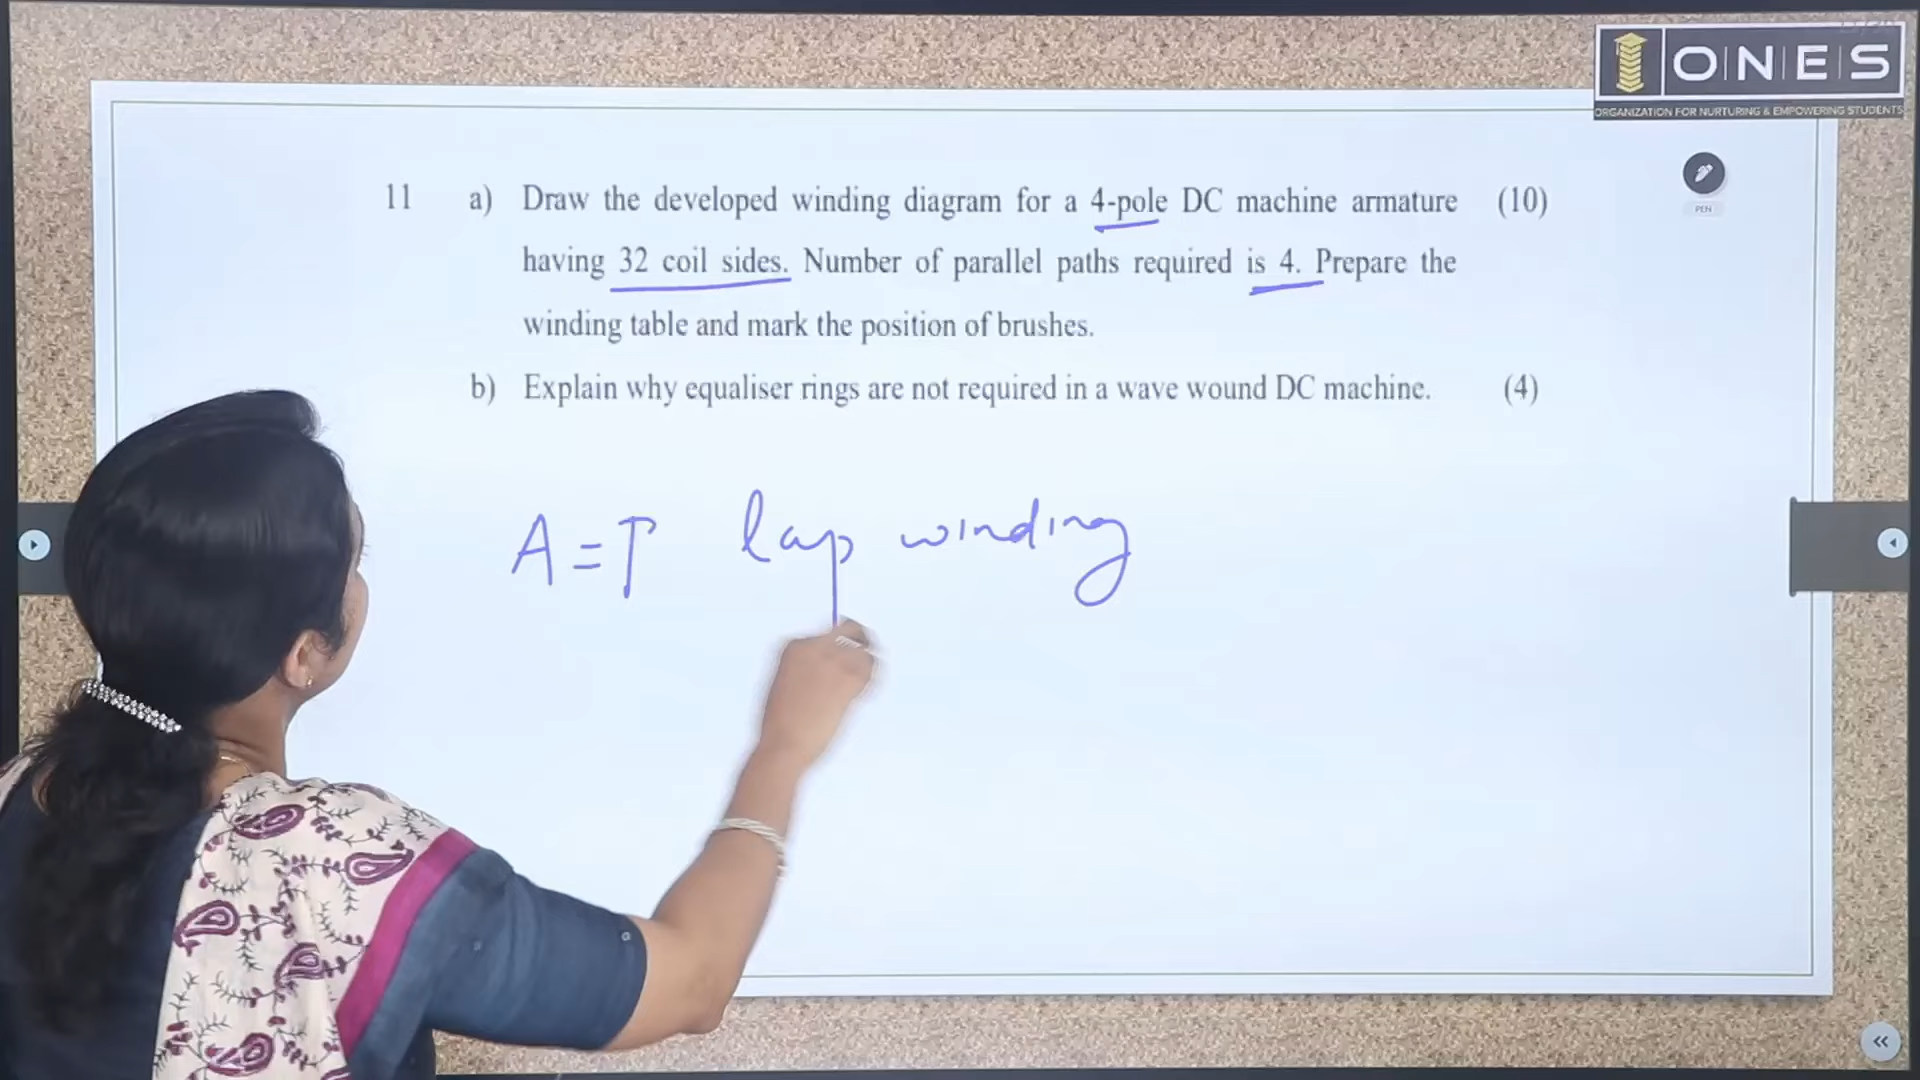 ONES
ORGANIZATION FOR NURTURING & EMPOWERING STUDENTS
PEN
11 a) Draw the developed winding diagram for a 4-pole DC machine armature (10)
having 32 coil sides. Number of parallel paths required is 4. Prepare the
winding table and mark the position of brushes.
b) Explain why equaliser rings are not required in a wave wound DC machine. (4)
A = P lap winding